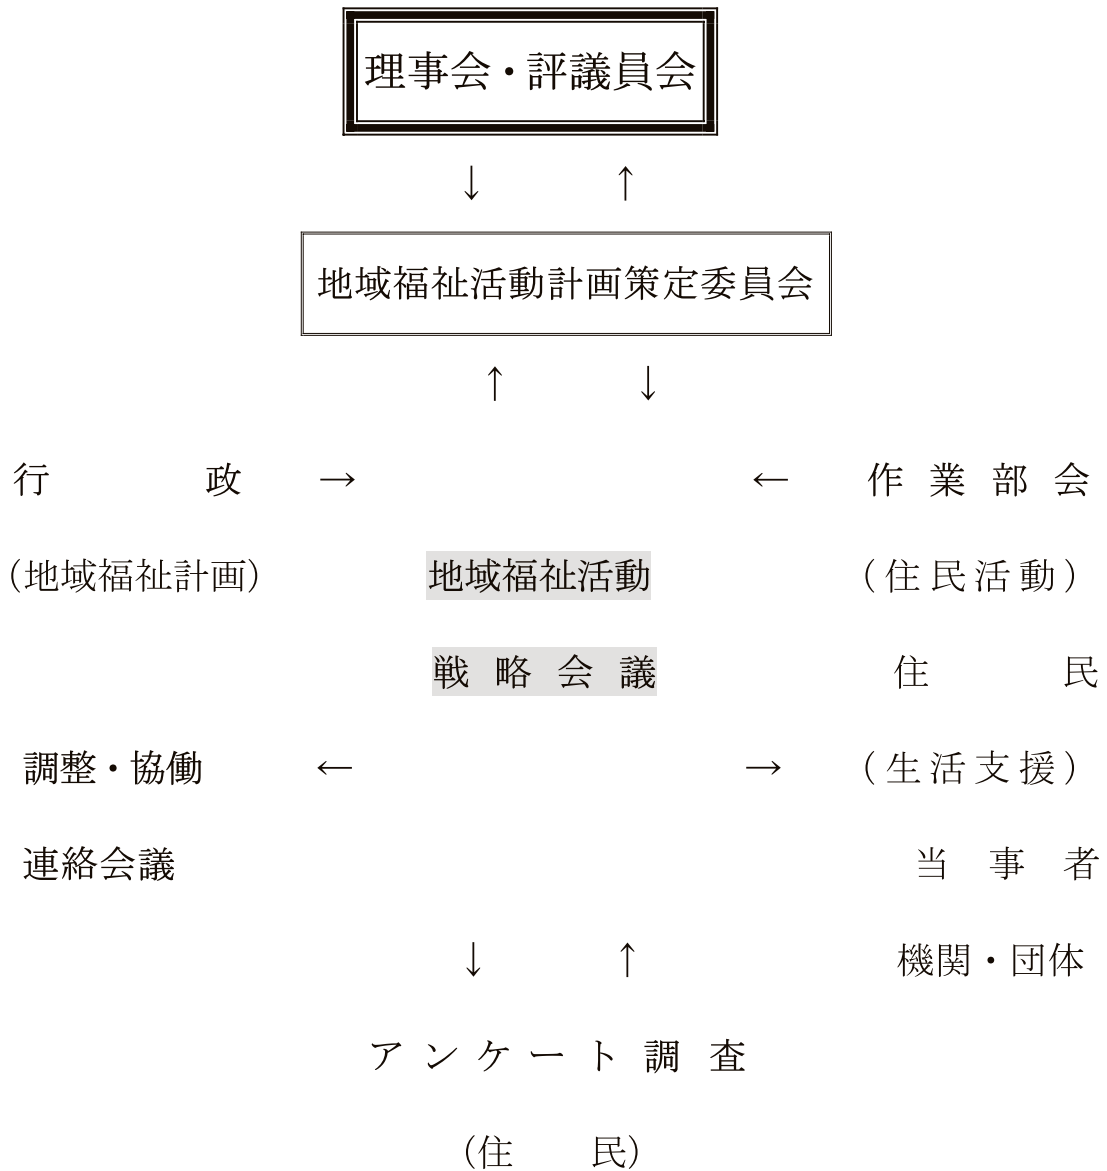 理事会・評議員会
↓ ↑
地域福祉活動計画策定委員会
↑ ↓
行政 → ← 作業部会
(地域福祉計画) 地域福祉活動 (住民活動)
戦略会議 住民
調整・協働 ← → (生活支援)
連絡会議 当事者
↓ ↑ 機関・団体
アンケート調査
(住民)